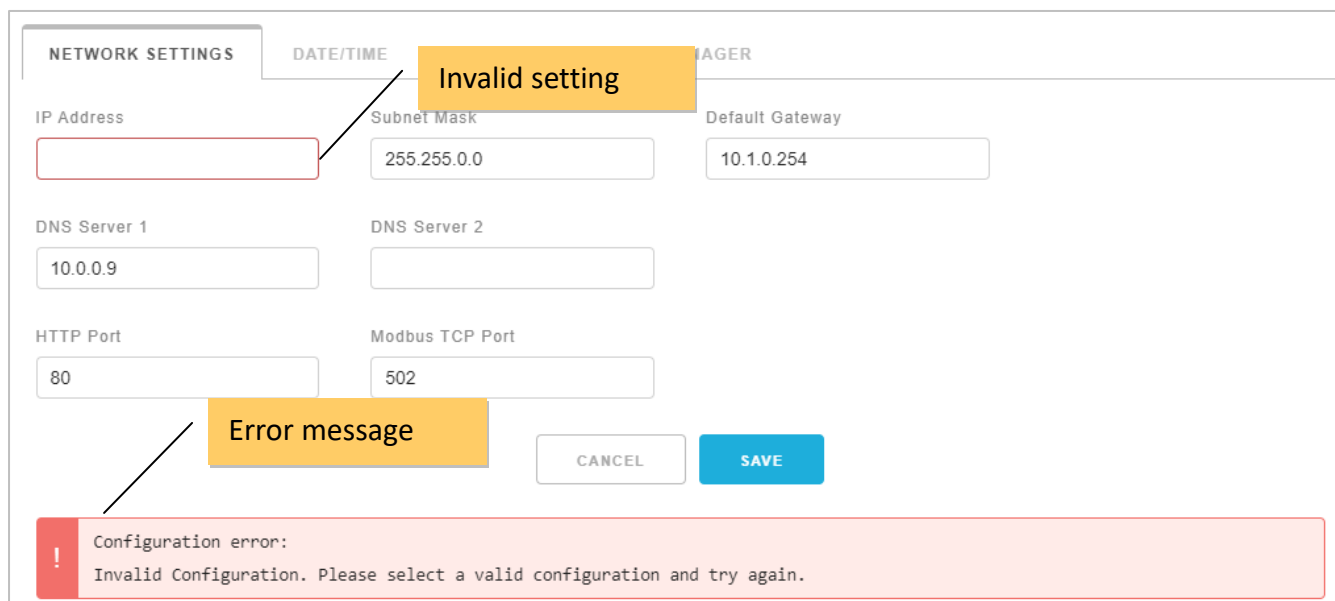 NETWORK SETTINGS DATE/TIME
Invalid setting
IP Address Subnet Mask Default Gateway
255.255.0.0 10.1.0.254
DNS Server 1 DNS Server 2
10.0.0.9
HTTP Port Modbus TCP Port
80 502
Error message
CANCEL SAVE
!
Configuration error:
Invalid Configuration. Please select a valid configuration and try again.